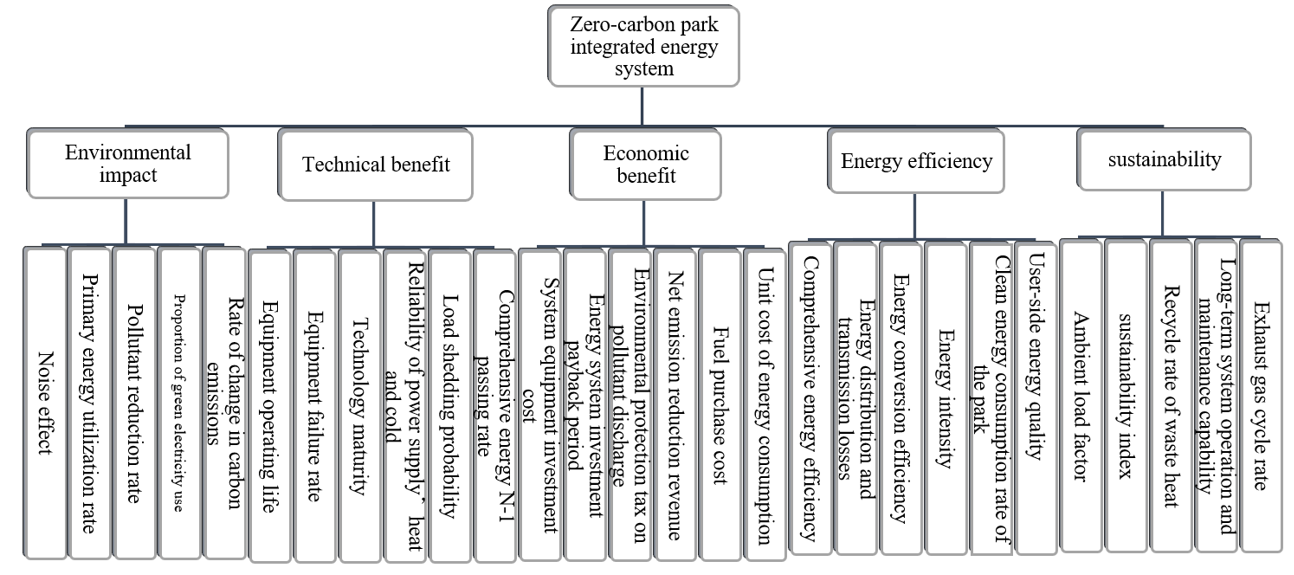 Zero-carbon park
integrated energy
system
Environmental
impact
Technical benefit
Economic
benefit
Energy efficiency
sustainability
Noise effect
Primary energy utilization rate
Pollutant reduction rate
Proportion of green electricity use
Rate of change in carbon
emissions
Equipment operating life
Equipment failure rate
Technology maturity
Reliability of power supply、heat
and cold
Load shedding probability
Comprehensive energy N-1
passing rate
System equipment investment
cost
Energy system investment
payback period
Environmental protection tax on
pollutant discharge
Net emission reduction revenue
Fuel purchase cost
Unit cost of energy consumption
Comprehensive energy efficiency
Energy distribution and
transmission losses
Energy conversion efficiency
Energy intensity
Clean energy consumption rate of
the park
User-side energy quality
Ambient load factor
sustainability index
Recycle rate of waste heat
Long-term system operation and
maintenance capability
Exhaust gas cycle rate